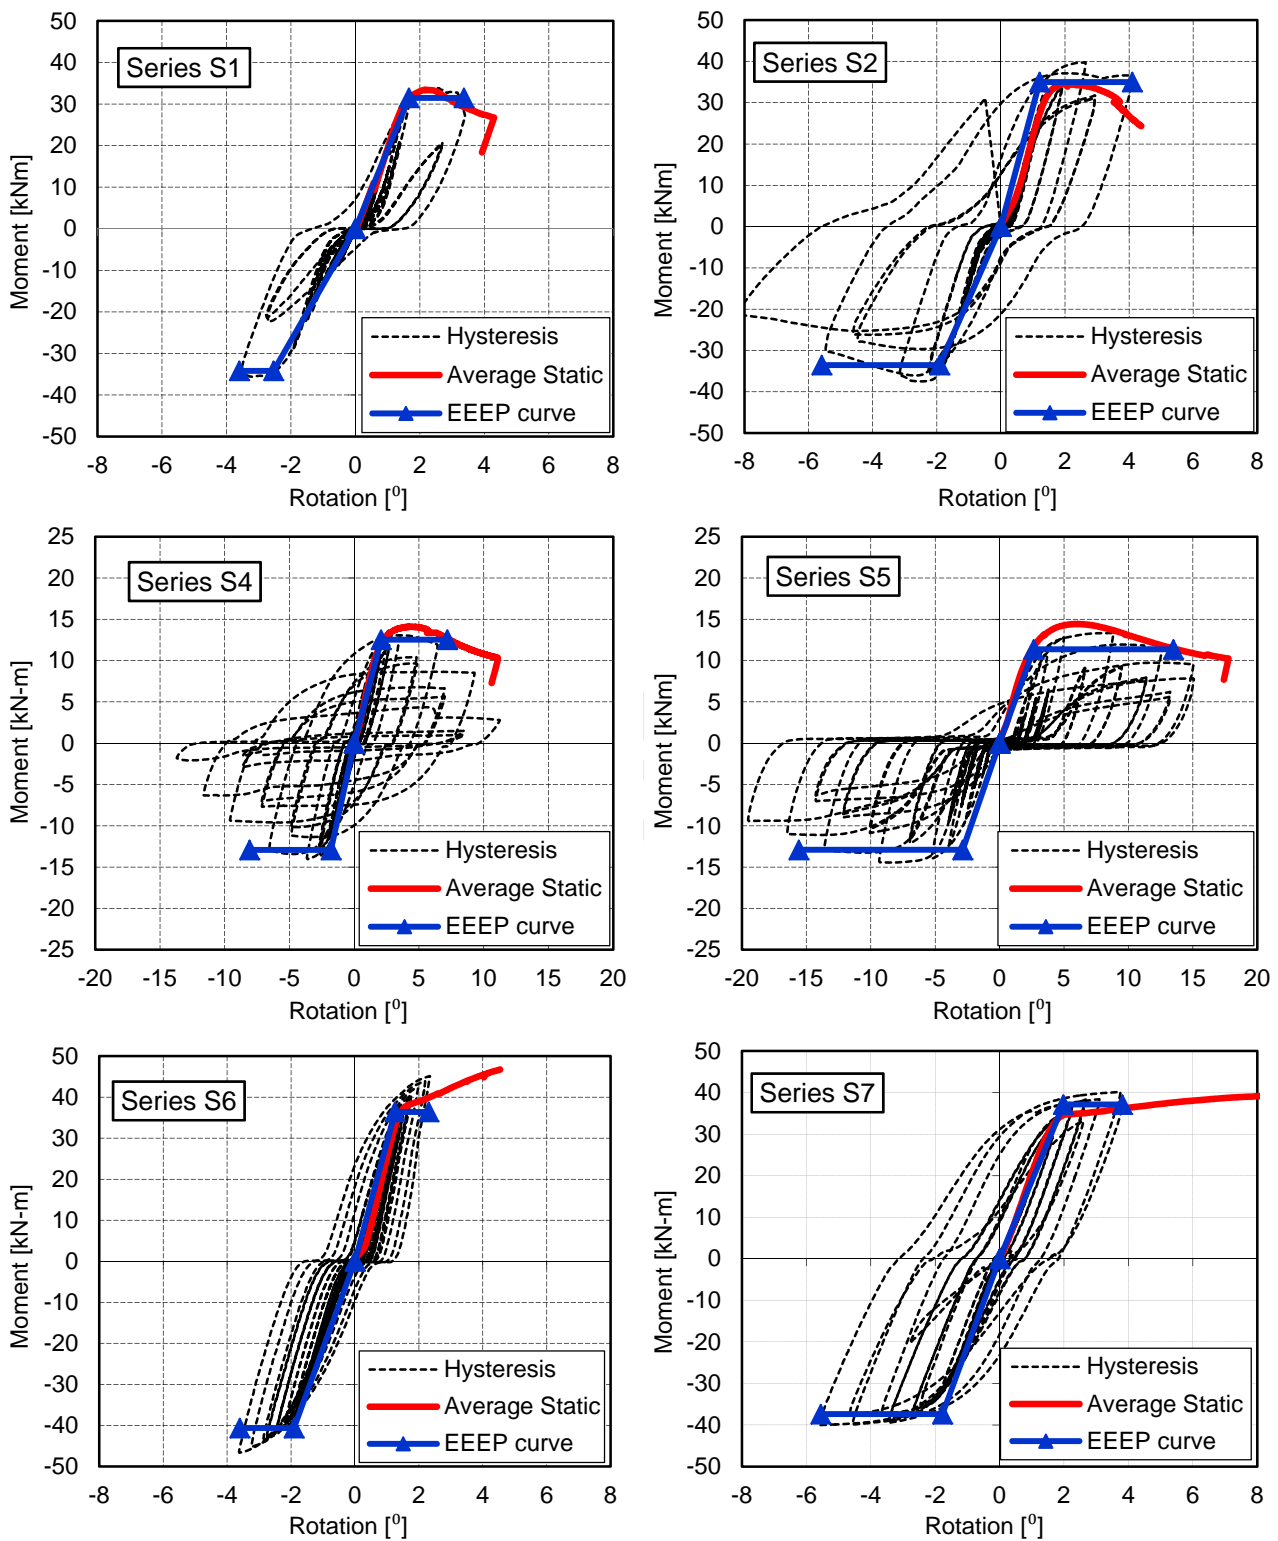 Series S1
50
40
30
20
10
0
-10
-20
-30
-40
-50
Moment [kNm]
Hysteresis
Average Static
EEEP curve
-8 -6 -4 -2 0 2 4 6 8
Rotation [⁰]
Series S2
50
40
30
20
10
0
-10
-20
-30
-40
-50
Moment [kNm]
Hysteresis
Average Static
EEEP curve
-8 -6 -4 -2 0 2 4 6 8
Rotation [⁰]
Series S4
25
20
15
10
5
0
-5
-10
-15
-20
-25
Moment [kN-m]
Hysteresis
Average Static
EEEP curve
-20 -15 -10 -5 0 5 10 15 20
Rotation [⁰]
Series S5
25
20
15
10
5
0
-5
-10
-15
-20
-25
Moment [kNm]
Hysteresis
Average Static
EEEP curve
-20 -15 -10 -5 0 5 10 15 20
Rotation [⁰]
Series S6
50
40
30
20
10
0
-10
-20
-30
-40
-50
Moment [kN-m]
Hysteresis
Average Static
EEEP curve
-8 -6 -4 -2 0 2 4 6 8
Rotation [⁰]
Series S7
50
40
30
20
10
0
-10
-20
-30
-40
-50
Moment [kN-m]
Hysteresis
Average Static
EEEP curve
-8 -6 -4 -2 0 2 4 6 8
Rotation [⁰]